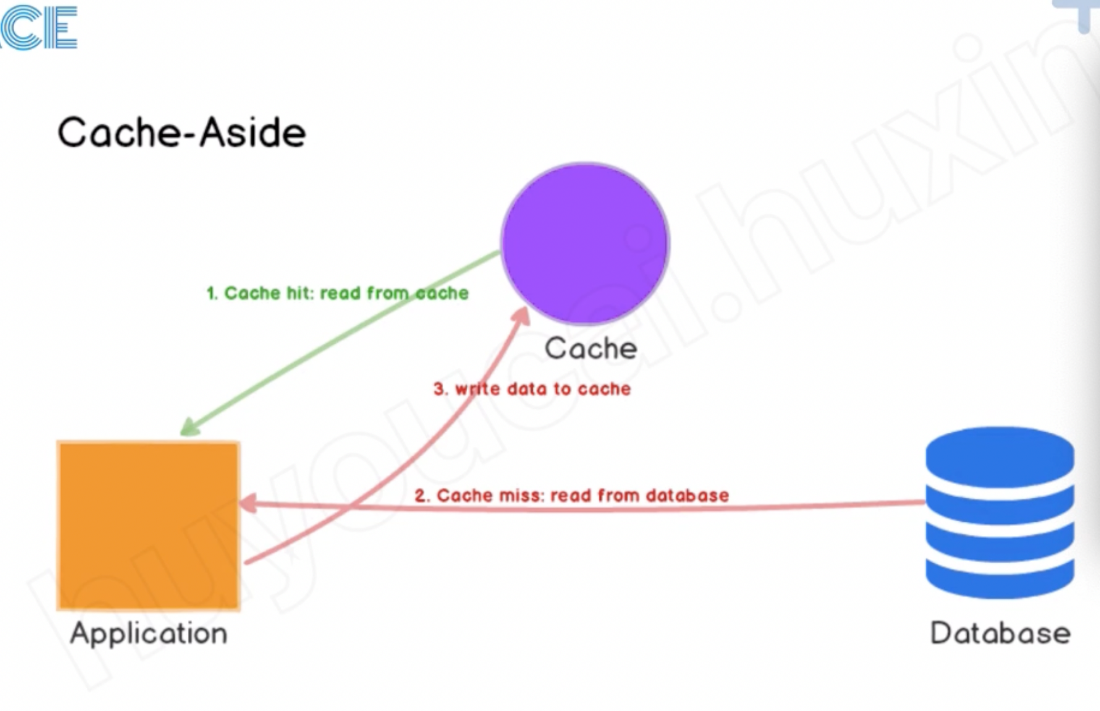 CE
Cache-Aside
1. Cache hit: read from cache
Cache
3. write data to cache
2. Cache miss: read from database
Application
Database
huyoucai.huxin